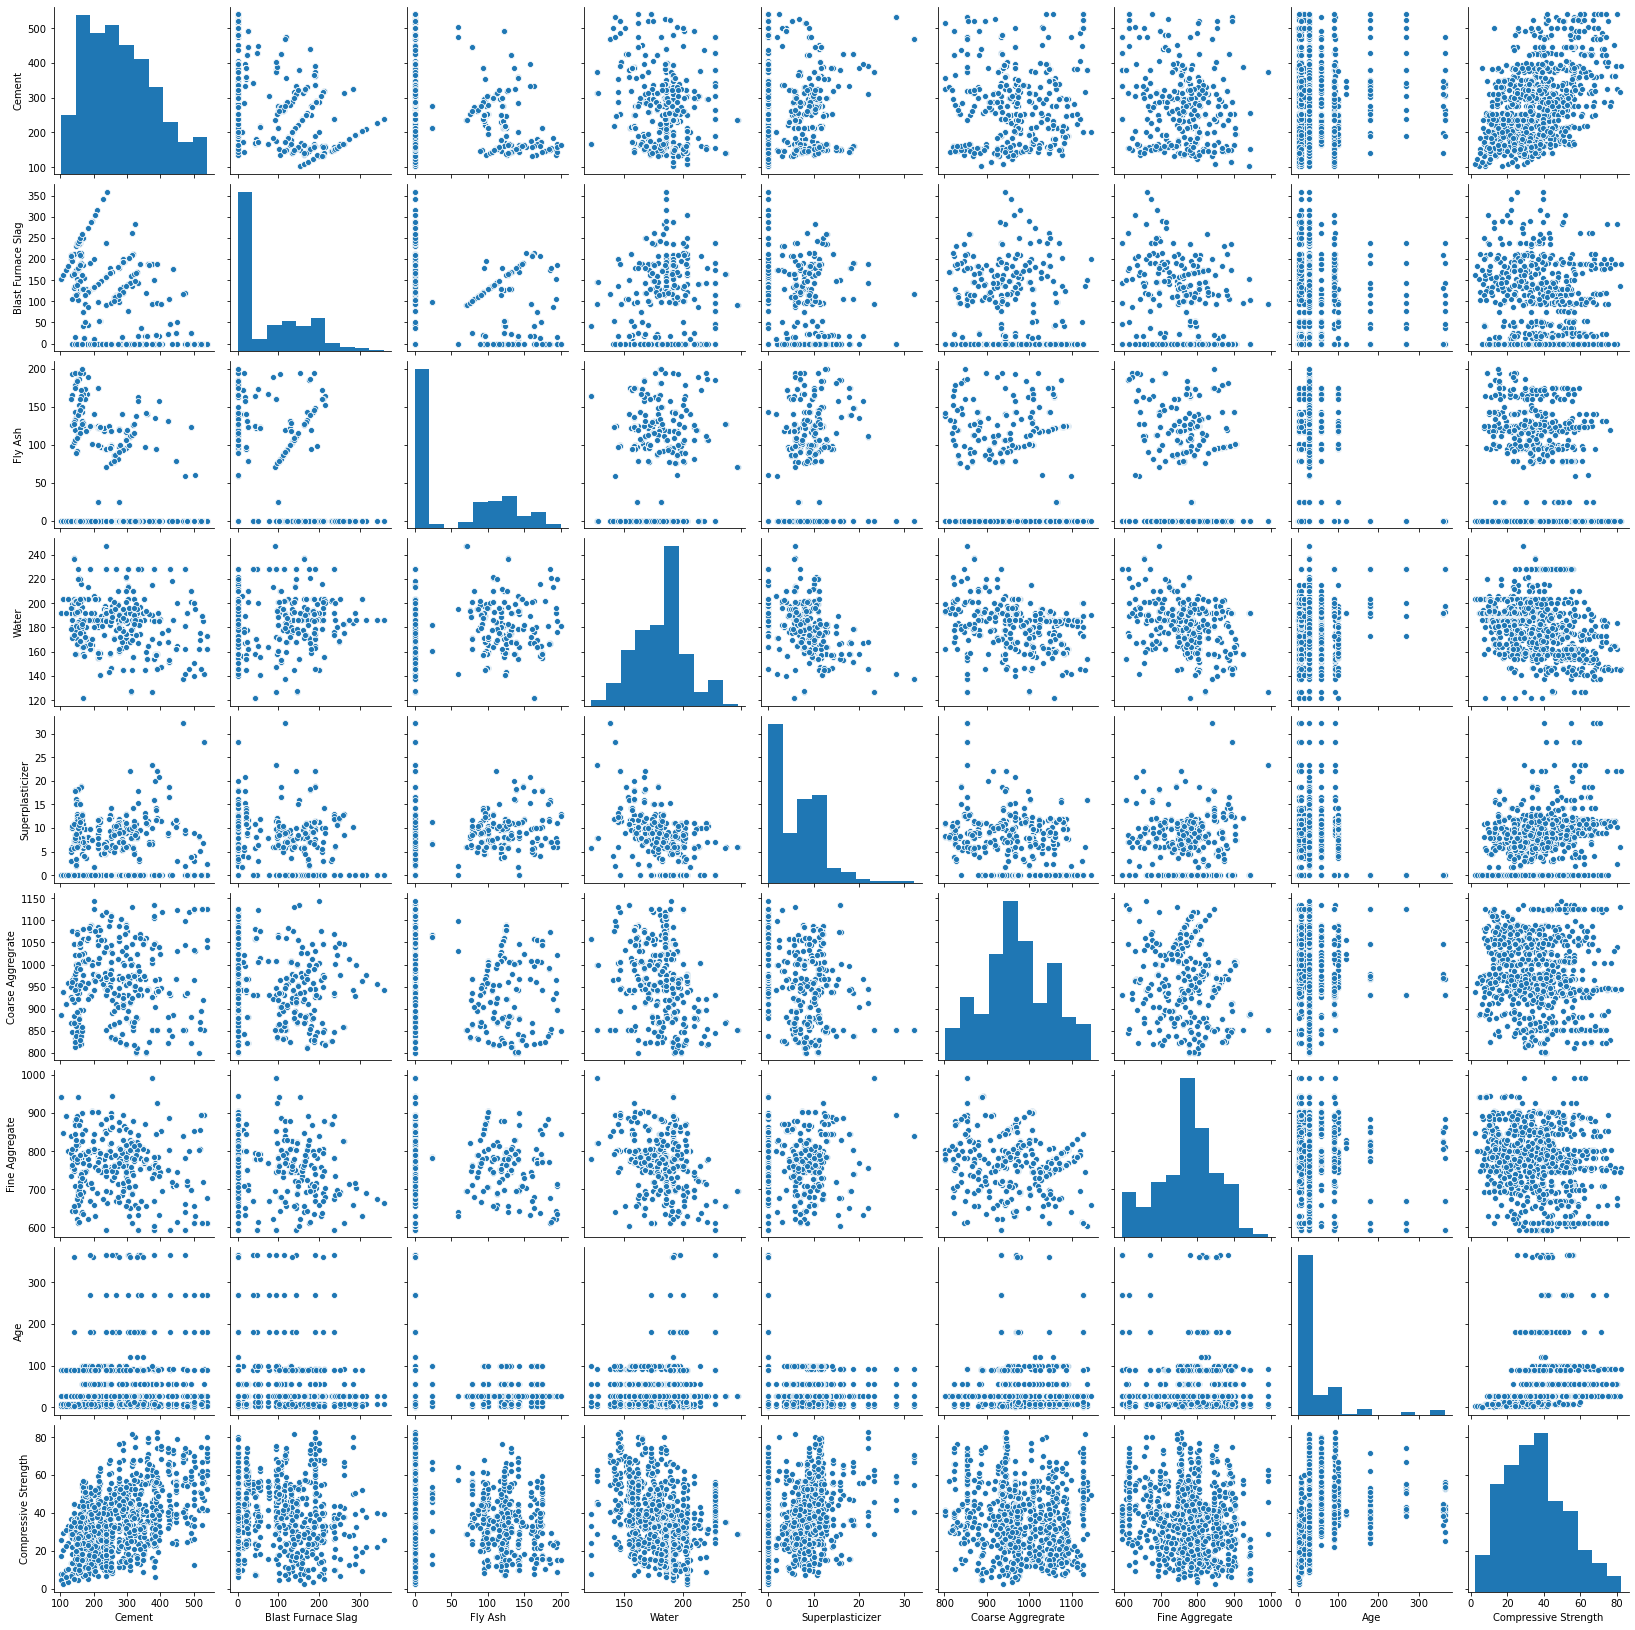 500
400
300
200
100
Cement
350
300
250
200
150
100
50
0
Blast Furnace Slag
200
150
100
50
0
Fly Ash
240
220
200
180
160
140
120
Water
30
25
20
15
10
5
0
Superplasticizer
1150
1100
1050
1000
950
900
850
800
Coarse Aggregrate
1000
900
800
700
600
Fine Aggregate
300
200
100
0
Age
80
60
40
20
0
Compressive Strength
100 200 300 400 500
0 100 200 300
0 50 100 150 200
150 200 250
0 10 20 30
800 900 1000 1100
600 700 800 900 1000
0 100 200 300
0 20 40 60 80
Cement
Blast Furnace Slag
Fly Ash
Water
Superplasticizer
Coarse Aggregrate
Fine Aggregate
Age
Compressive Strength